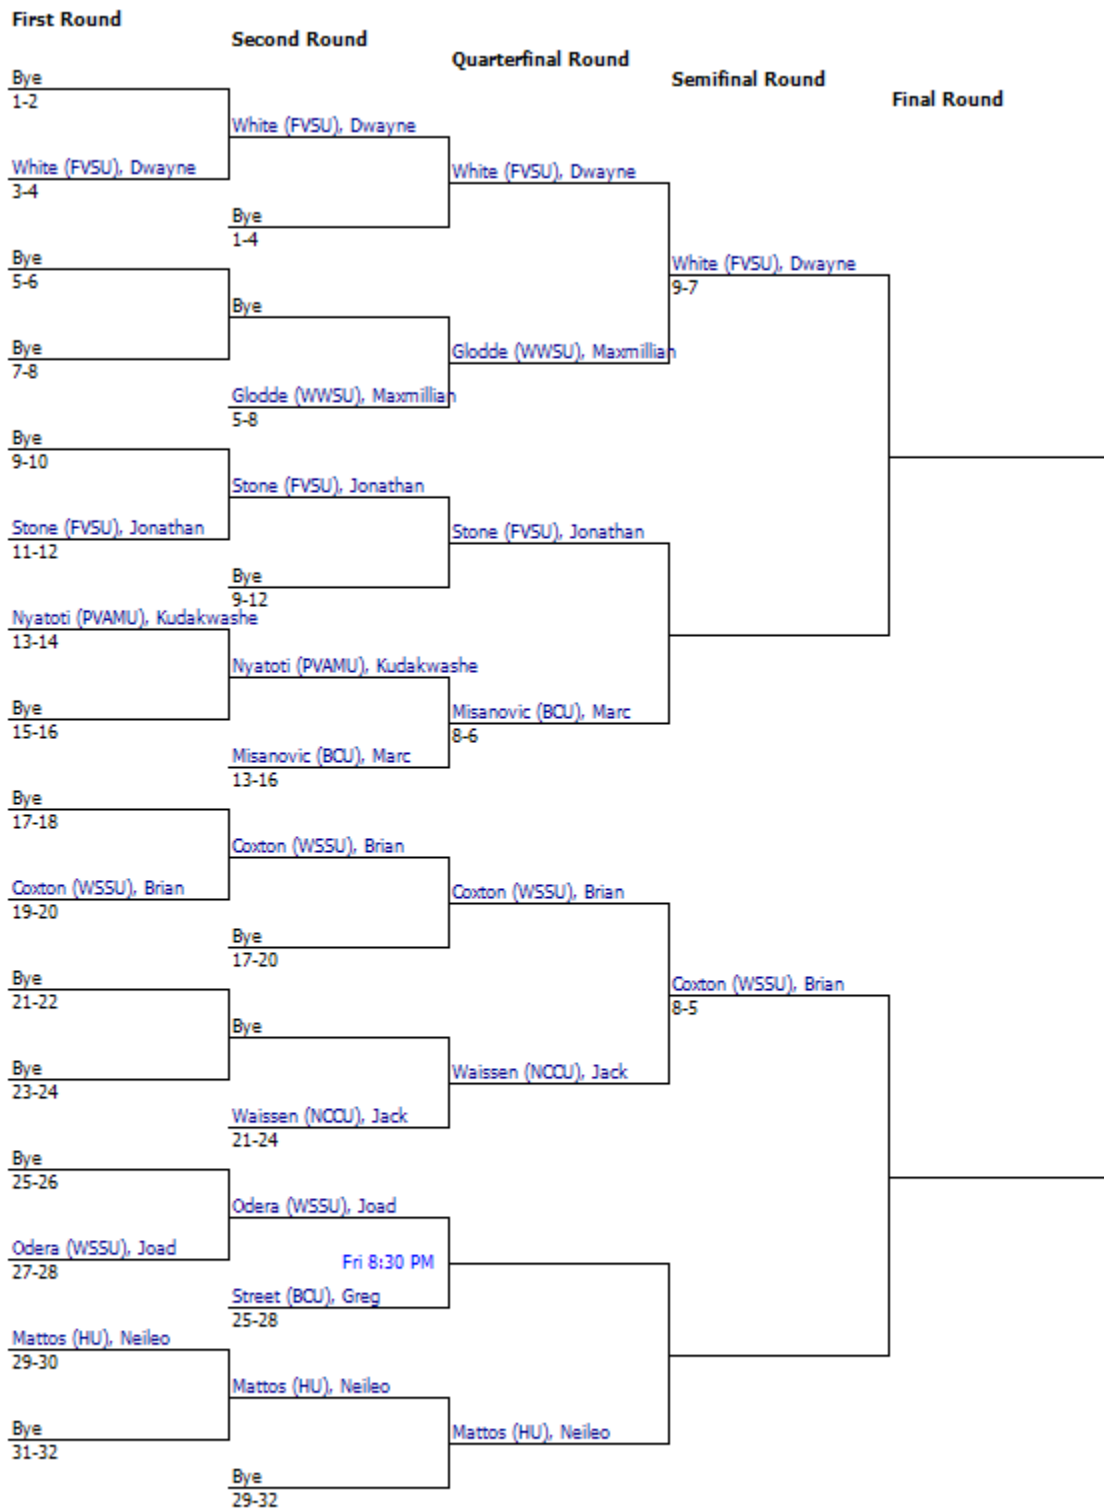 First Round
Second Round
Quarterfinal Round
Semifinal Round
Final Round
Bye
1-2
White (FVSU), Dwayne
White (FVSU), Dwayne
3-4
White (FVSU), Dwayne
Bye
1-4
Bye
5-6
White (FVSU), Dwayne
9-7
Bye
Bye
7-8
Glodde (WWSU), Maxmillian
Glodde (WWSU), Maxmillian
5-8
Bye
9-10
Stone (FVSU), Jonathan
Stone (FVSU), Jonathan
11-12
Stone (FVSU), Jonathan
Bye
9-12
Nyatoti (PVAMU), Kudakwashe
13-14
Nyatoti (PVAMU), Kudakwashe
Bye
15-16
Misanovic (BCU), Marc
8-6
Misanovic (BCU), Marc
13-16
Bye
17-18
Coxton (WSSU), Brian
Coxton (WSSU), Brian
19-20
Coxton (WSSU), Brian
Bye
17-20
Bye
21-22
Coxton (WSSU), Brian
8-5
Bye
Bye
23-24
Waissen (NCCU), Jack
Waissen (NCCU), Jack
21-24
Bye
25-26
Odera (WSSU), Joad
Odera (WSSU), Joad
27-28
Fri 8:30 PM
Street (BCU), Greg
25-28
Mattos (HU), Neileo
29-30
Mattos (HU), Neileo
Bye
31-32
Mattos (HU), Neileo
Bye
29-32